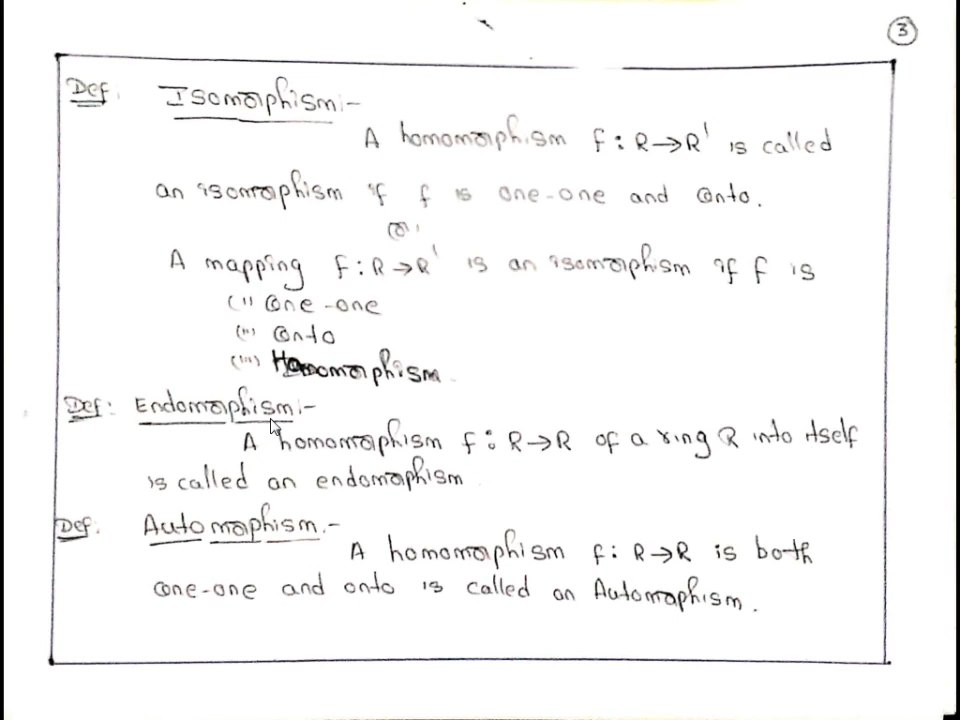 3
Def. Isomorphism:-
A homomorphism f: R→R' is called
an isomorphism if f is one-one and onto.
(or)
A mapping f: R→R' is an isomorphism if f is
(i) One-one
(ii) Onto
(iii) Homomorphism.
Def: Endomorphism:-
A homomorphism f: R→R of a ring R into itself
is called an endomorphism
Def. Automorphism.-
A homomorphism f: R→R is both
one-one and onto is called an Automorphism.